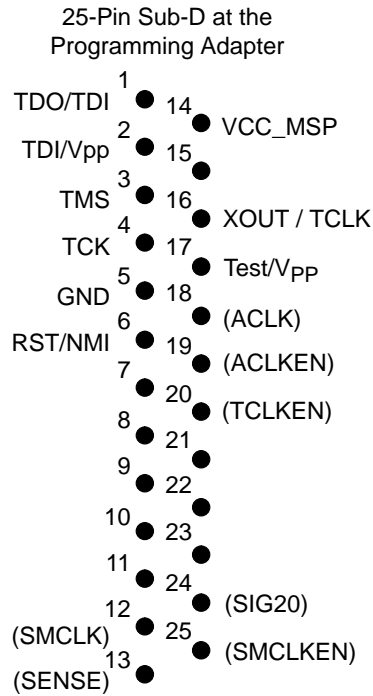 25-Pin Sub-D at the
Programming Adapter
1
TDO/TDI
14
VCC_MSP
2
TDI/Vpp
15
3
TMS
16
XOUT / TCLK
4
TCK
17
Test/VPP
5
GND
18
(ACLK)
6
RST/NMI
19
(ACLKEN)
7
20
(TCLKEN)
8
21
9
22
10
23
11
24
(SIG20)
12
(SMCLK)
25
(SMCLKEN)
13
(SENSE)